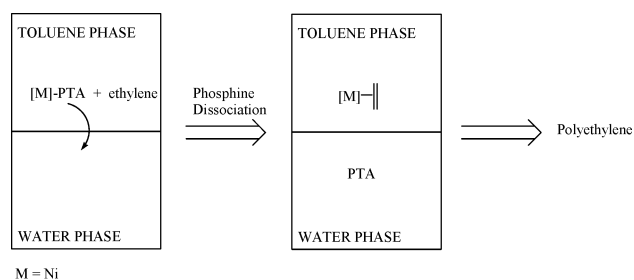 TOLUENE PHASE
[M]-PTA + ethylene
WATER PHASE
Phosphine
Dissociation
TOLUENE PHASE
[M]
PTA
WATER PHASE
Polyethylene
M = Ni